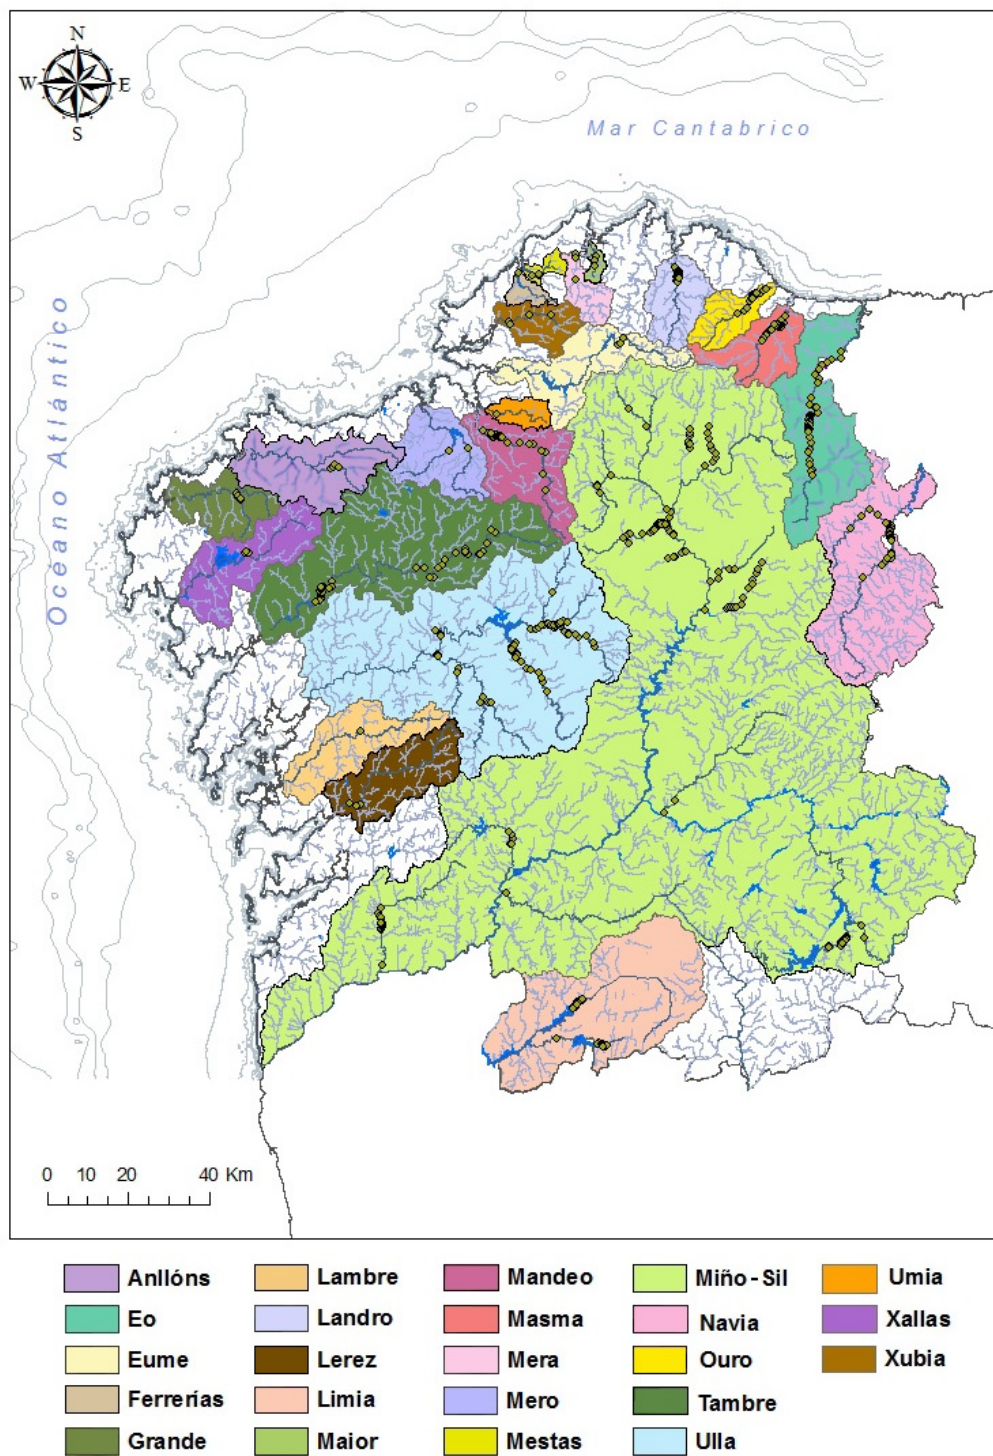 N
W E
S
Mar Cantabrico
Océano Atlántico
0 10 20 40 Km
Anllóns Lambre Mandeo Miño-Sil Umia
Eo Landro Masma Navia Xallas
Eume Lerez Mera Ouro Xubia
Ferrerías Limia Mero Tambre
Grande Maior Mestas Ulla